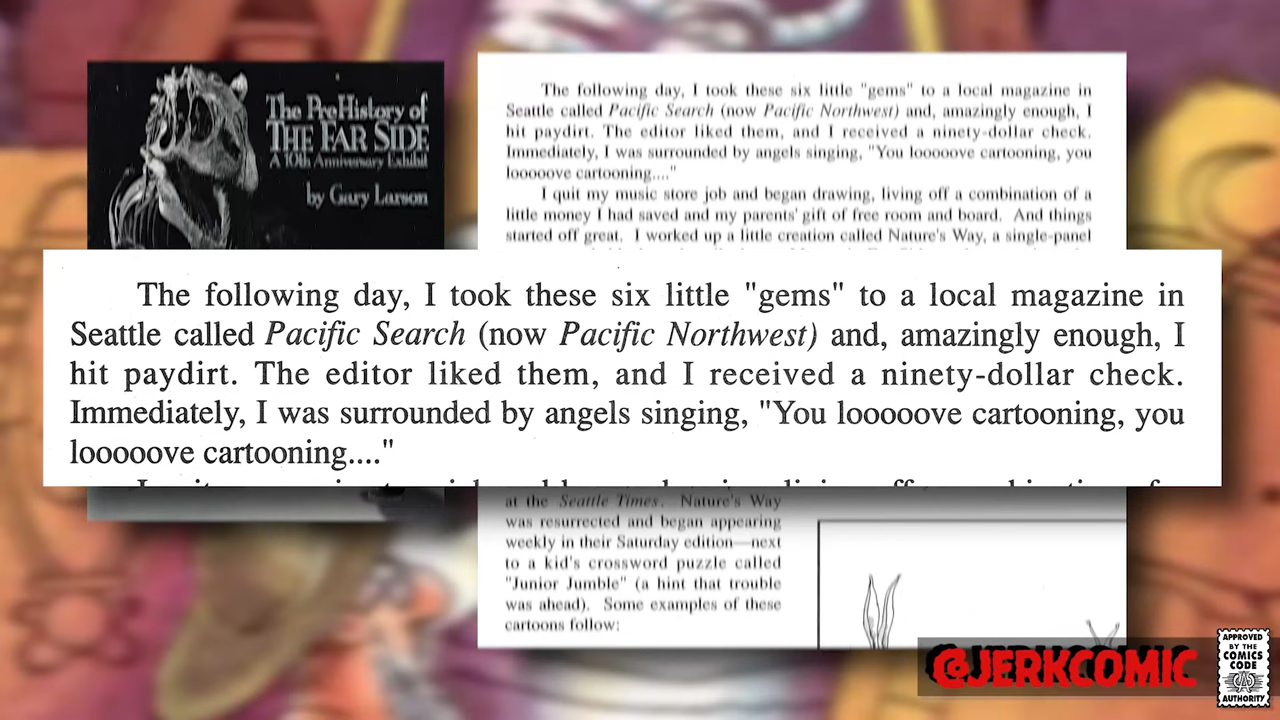 The PreHistory of
THE FAR SIDE
A 10th Anniversary Exhibit
by Gary Larson
The following day, I took these six little "gems" to a local magazine in
Seattle called Pacific Search (now Pacific Northwest) and, amazingly enough, I
hit paydirt. The editor liked them, and I received a ninety-dollar check.
Immediately, I was surrounded by angels singing, "You looooove cartooning, you
looooove cartooning...."
I quit my music store job and began drawing, living off a combination of a
little money I had saved and my parents' gift of free room and board. And things
started off great. I worked up a little creation called Nature's Way, a single-panel
The following day, I took these six little "gems" to a local magazine in
Seattle called Pacific Search (now Pacific Northwest) and, amazingly enough, I
hit paydirt. The editor liked them, and I received a ninety-dollar check.
Immediately, I was surrounded by angels singing, "You looooove cartooning, you
looooove cartooning...."
at the Seattle Times. Nature's Way
was resurrected and began appearing
weekly in their Saturday edition—next
to a kid's crossword puzzle called
"Junior Jumble" (a hint that trouble
was ahead). Some examples of these
cartoons follow:
@JERKCOMIC
APPROVED
BY THE
COMICS
CODE
AUTHORITY